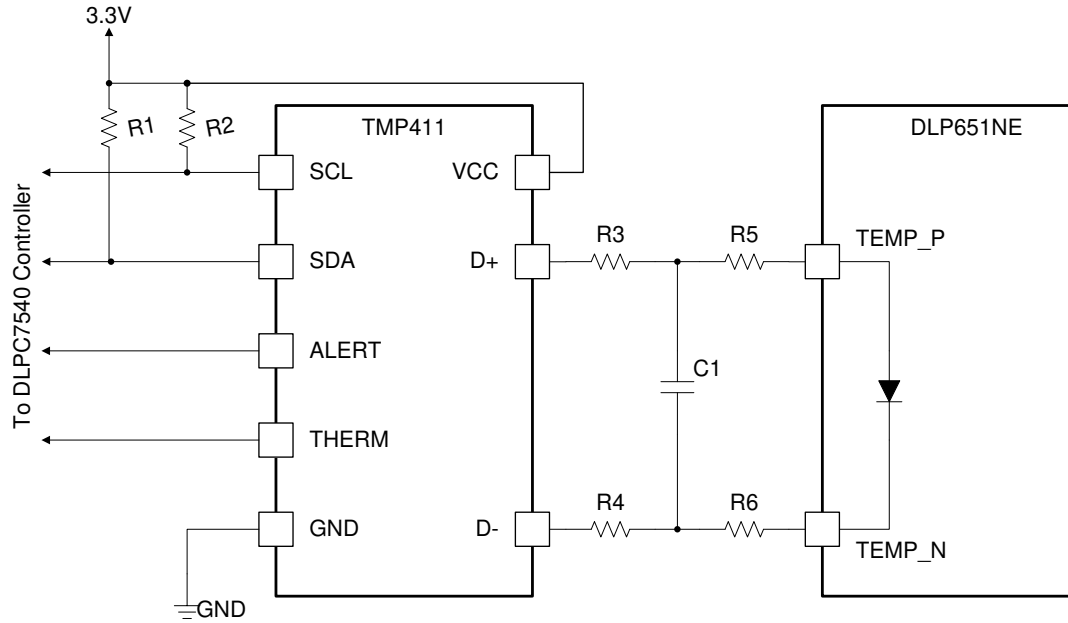 3.3V
R1
R2
TMP411
DLP651NE
SCL
VCC
SDA
D+
R3
R5
TEMP_P
ALERT
C1
THERM
To DLPC7540 Controller
GND
D-
R4
R6
TEMP_N
GND